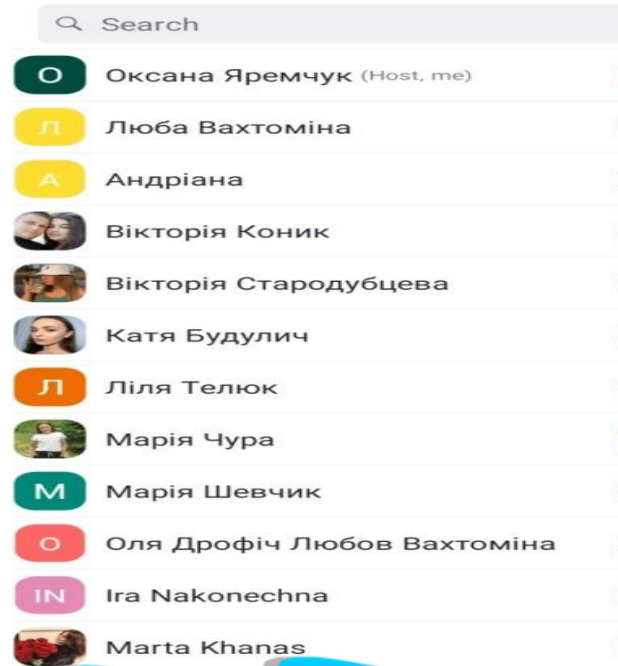 Search
О Оксана Яремчук (Host, me)
Л Люба Вахтоміна
А Андріана
Вікторія Коник
Вікторія Стародубцева
Катя Будулич
Л Ліля Телюк
Марія Чура
М Марія Шевчик
О Оля Дрофіч Любов Вахтоміна
IN Ira Nakonechna
Marta Khanas